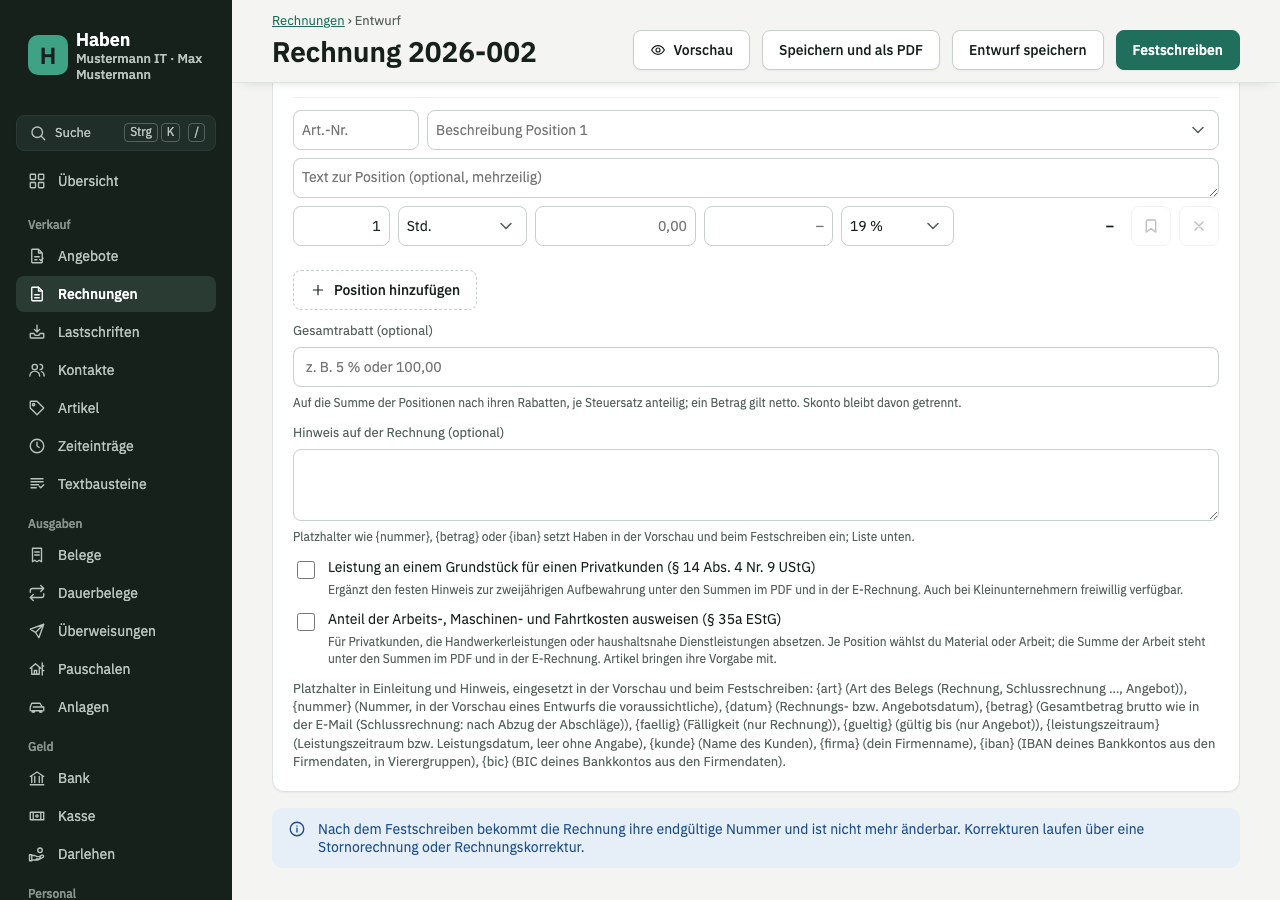 H
Haben
Mustermann IT · Max
Mustermann
Suche Strg K /
Übersicht
Verkauf
Angebote
Rechnungen
Lastschriften
Kontakte
Artikel
Zeiteinträge
Textbausteine
Ausgaben
Belege
Dauerbelege
Überweisungen
Pauschalen
Anlagen
Geld
Bank
Kasse
Darlehen
Personal
Rechnungen › Entwurf
Rechnung 2026-002
Vorschau
Speichern und als PDF
Entwurf speichern
Festschreiben
Art.-Nr.
Beschreibung Position 1
Text zur Position (optional, mehrzeilig)
1 Std. 0,00 – 19 % –
Position hinzufügen
Gesamtrabatt (optional)
z. B. 5 % oder 100,00
Auf die Summe der Positionen nach ihren Rabatten, je Steuersatz anteilig; ein Betrag gilt netto. Skonto bleibt davon getrennt.
Hinweis auf der Rechnung (optional)
Platzhalter wie {nummer}, {betrag} oder {iban} setzt Haben in der Vorschau und beim Festschreiben ein; Liste unten.
Leistung an einem Grundstück für einen Privatkunden (§ 14 Abs. 4 Nr. 9 UStG)
Ergänzt den festen Hinweis zur zweijährigen Aufbewahrung unter den Summen im PDF und in der E-Rechnung. Auch bei Kleinunternehmern freiwillig verfügbar.
Anteil der Arbeits-, Maschinen- und Fahrtkosten ausweisen (§ 35a EStG)
Für Privatkunden, die Handwerkerleistungen oder haushaltsnahe Dienstleistungen absetzen. Je Position wählst du Material oder Arbeit; die Summe der Arbeit steht
unter den Summen im PDF und in der E-Rechnung. Artikel bringen ihre Vorgabe mit.
Platzhalter in Einleitung und Hinweis, eingesetzt in der Vorschau und beim Festschreiben: {art} (Art des Belegs (Rechnung, Schlussrechnung …, Angebot)),
{nummer} (Nummer, in der Vorschau eines Entwurfs die voraussichtliche), {datum} (Rechnungs- bzw. Angebotsdatum), {betrag} (Gesamtbetrag brutto wie in
der E-Mail (Schlussrechnung: nach Abzug der Abschläge)), {faellig} (Fälligkeit (nur Rechnung)), {gueltig} (gültig bis (nur Angebot)), {leistungszeitraum}
(Leistungszeitraum bzw. Leistungsdatum, leer ohne Angabe), {kunde} (Name des Kunden), {firma} (dein Firmenname), {iban} (IBAN deines Bankkontos aus den
Firmendaten, in Vierergruppen), {bic} (BIC deines Bankkontos aus den Firmendaten).
Nach dem Festschreiben bekommt die Rechnung ihre endgültige Nummer und ist nicht mehr änderbar. Korrekturen laufen über eine
Stornorechnung oder Rechnungskorrektur.